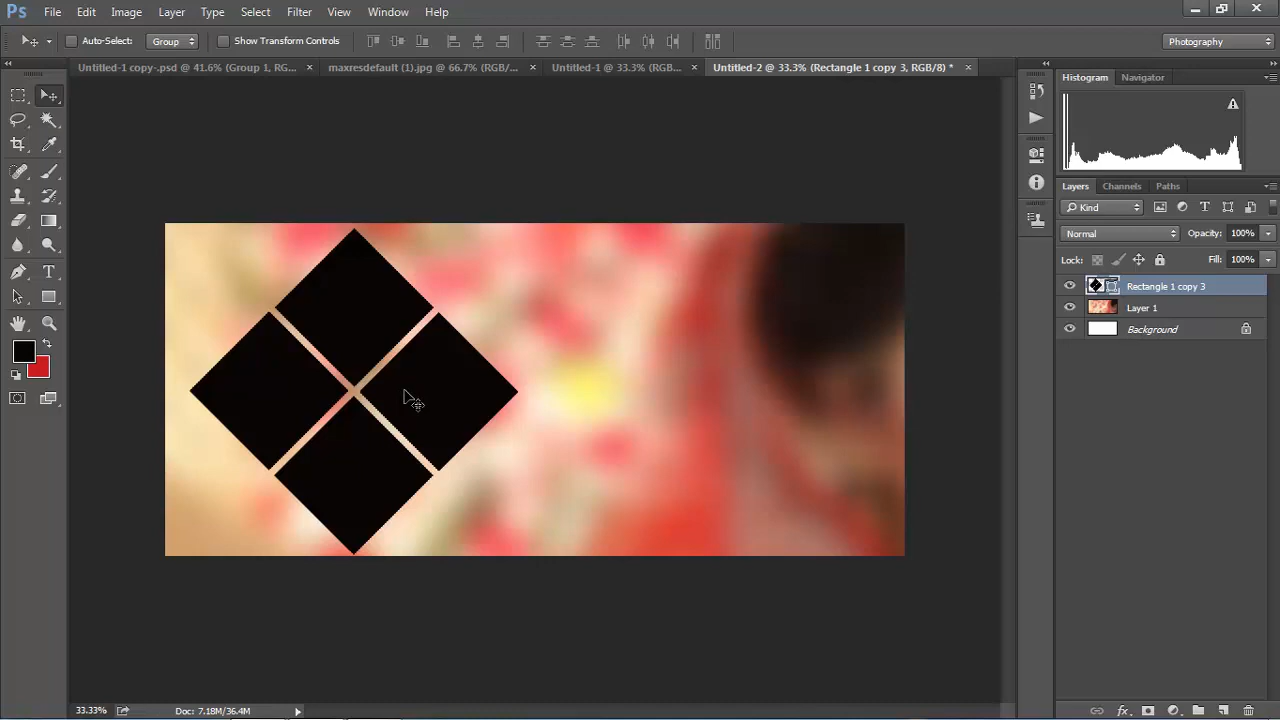 Ps File Edit Image Layer Type Select Filter View Window Help
Auto-Select: Group Show Transform Controls Photography
Untitled-1 copy-.psd @ 41.6% (Group 1, RG... × maxresdefault (1).jpg @ 66.7% (RGB/... × Untitled-1 @ 33.3% (RGB... × Untitled-2 @ 33.3% (Rectangle 1 copy 3, RGB/8) * ×
Histogram Navigator
Layers Channels Paths
Kind
Normal Opacity: 100%
Lock: Fill: 100%
Rectangle 1 copy 3
Layer 1
Background
33.33% Doc: 7.18M/36.4M